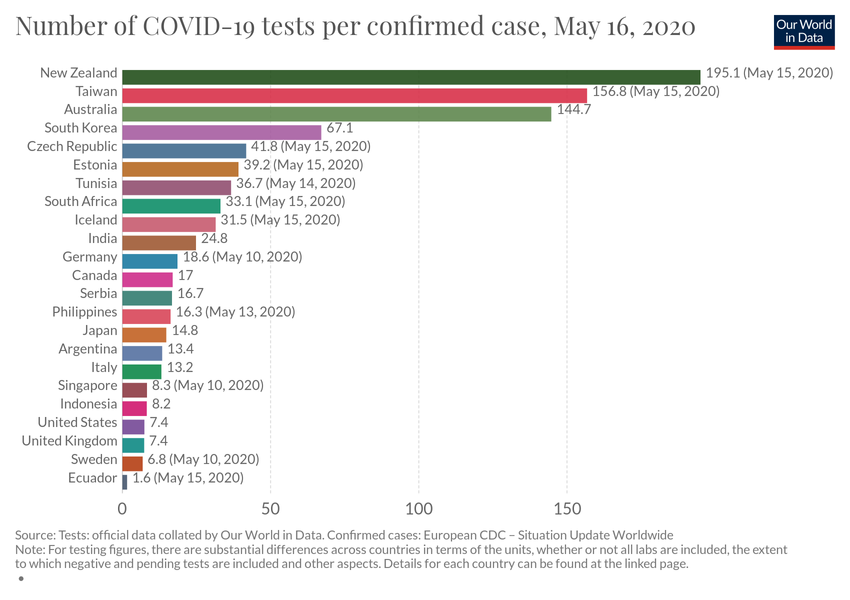 Number of COVID-19 tests per confirmed case, May 16, 2020
Our World
in Data
New Zealand 195.1 (May 15, 2020)
Taiwan 156.8 (May 15, 2020)
Australia 144.7
South Korea 67.1
Czech Republic 41.8 (May 15, 2020)
Estonia 39.2 (May 15, 2020)
Tunisia 36.7 (May 14, 2020)
South Africa 33.1 (May 15, 2020)
Iceland 31.5 (May 15, 2020)
India 24.8
Germany 18.6 (May 10, 2020)
Canada 17
Serbia 16.7
Philippines 16.3 (May 13, 2020)
Japan 14.8
Argentina 13.4
Italy 13.2
Singapore 8.3 (May 10, 2020)
Indonesia 8.2
United States 7.4
United Kingdom 7.4
Sweden 6.8 (May 10, 2020)
Ecuador 1.6 (May 15, 2020)
0 50 100 150
Source: Tests: official data collated by Our World in Data. Confirmed cases: European CDC – Situation Update Worldwide
Note: For testing figures, there are substantial differences across countries in terms of the units, whether or not all labs are included, the extent
to which negative and pending tests are included and other aspects. Details for each country can be found at the linked page.
•